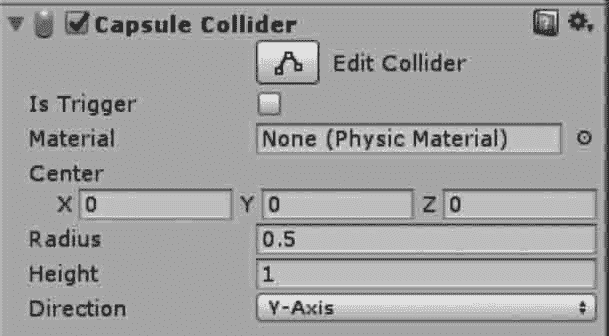 Capsule Collider
Edit Collider
Is Trigger
Material None (Physic Material)
Center
X 0 Y 0 Z 0
Radius 0.5
Height 1
Direction Y-Axis